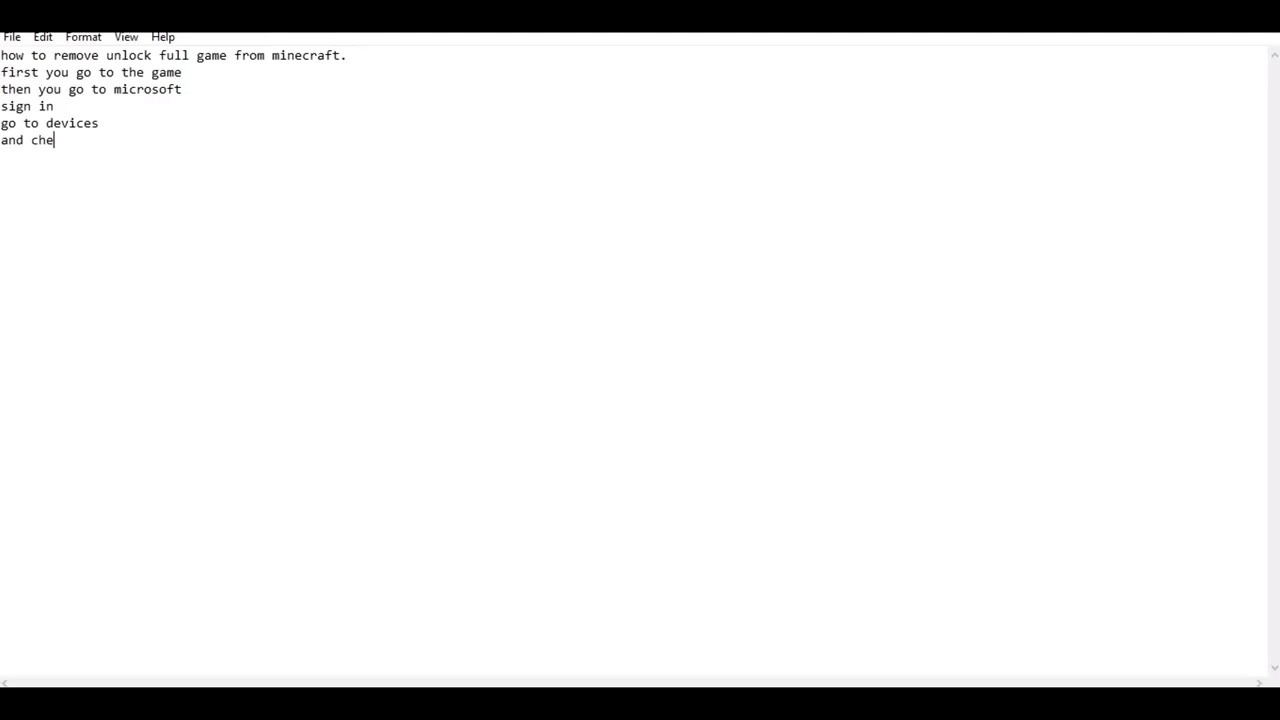 File Edit Format View Help
how to remove unlock full game from minecraft.
first you go to the game
then you go to microsoft
sign in
go to devices
and che